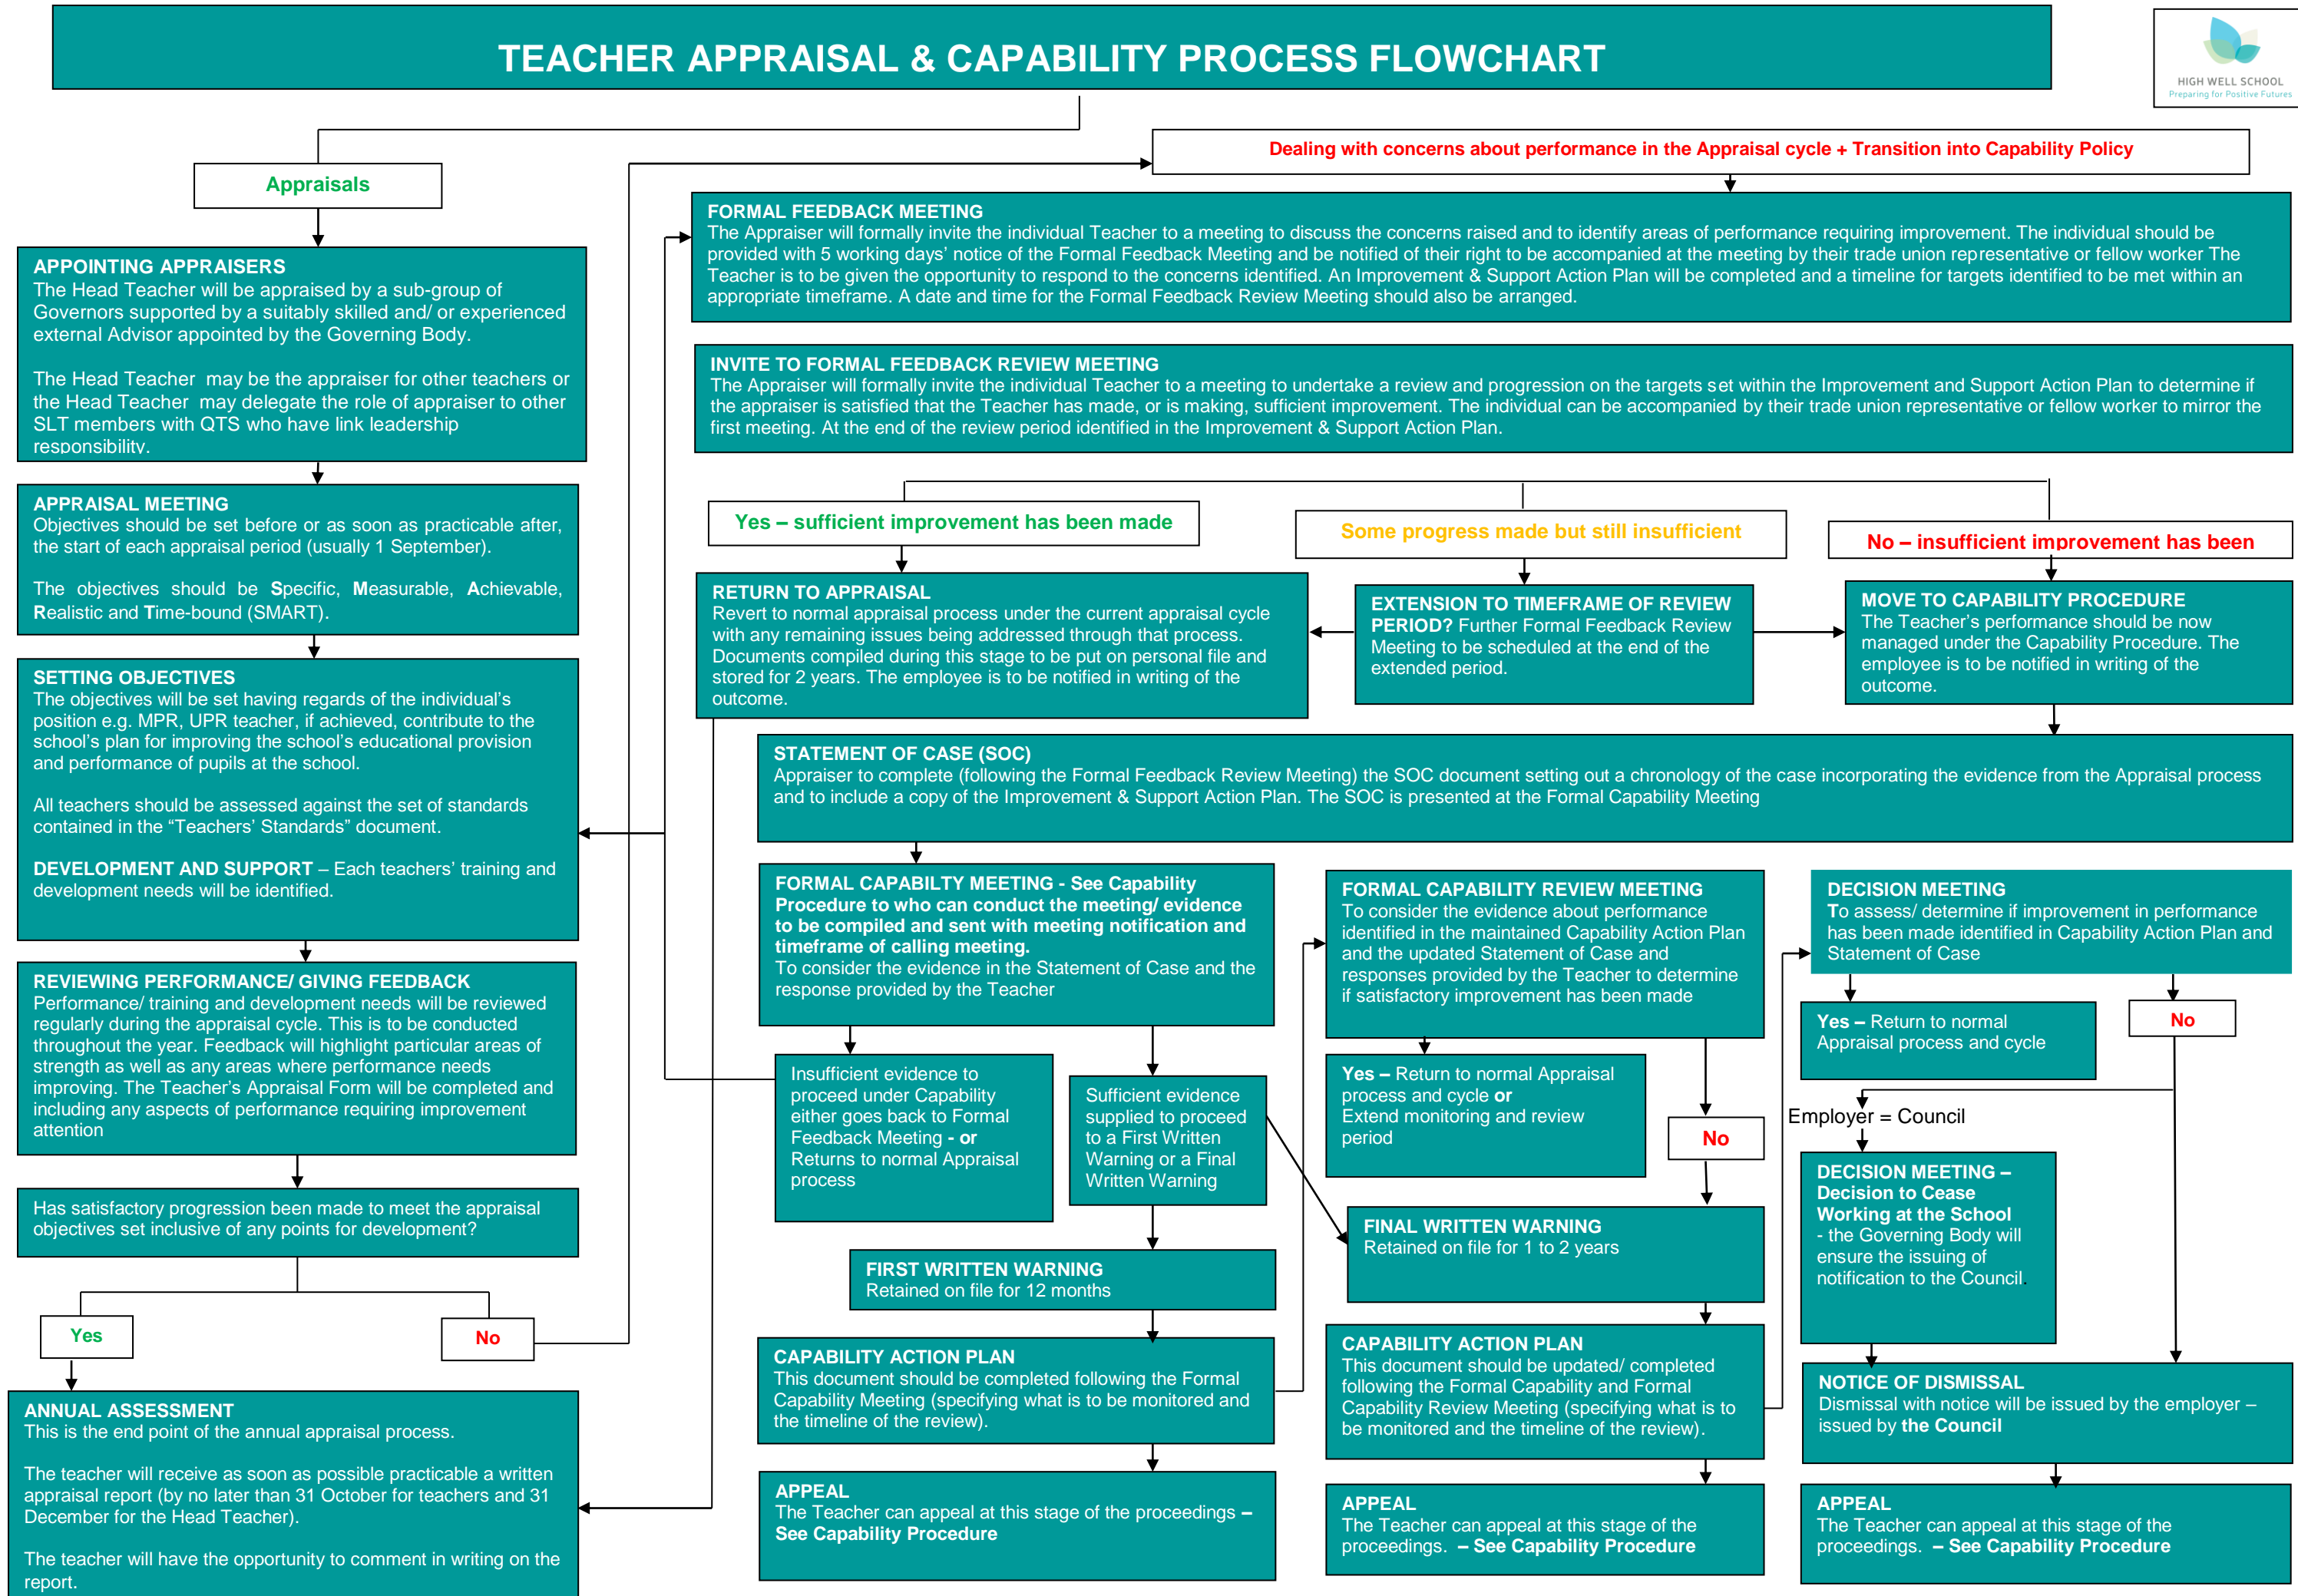 TEACHER APPRAISAL & CAPABILITY PROCESS FLOWCHART
HIGH WELL SCHOOL
Preparing for Positive Futures
Appraisals
APPOINTING APPRAISERS
The Head Teacher will be appraised by a sub-group of
Governors supported by a suitably skilled and/ or experienced
external Advisor appointed by the Governing Body.
The Head Teacher may be the appraiser for other teachers or
the Head Teacher may delegate the role of appraiser to other
SLT members with QTS who have link leadership
responsibility.
APPRAISAL MEETING
Objectives should be set before or as soon as practicable after,
the start of each appraisal period (usually 1 September).
The objectives should be Specific, Measurable, Achievable,
Realistic and Time-bound (SMART).
SETTING OBJECTIVES
The objectives will be set having regards of the individual's
position e.g. MPR, UPR teacher, if achieved, contribute to the
school's plan for improving the school's educational provision
and performance of pupils at the school.
All teachers should be assessed against the set of standards
contained in the “Teachers' Standards” document.
DEVELOPMENT AND SUPPORT – Each teachers' training and
development needs will be identified.
REVIEWING PERFORMANCE/ GIVING FEEDBACK
Performance/ training and development needs will be reviewed
regularly during the appraisal cycle. This is to be conducted
throughout the year. Feedback will highlight particular areas of
strength as well as any areas where performance needs
improving. The Teacher's Appraisal Form will be completed and
including any aspects of performance requiring improvement
attention
Has satisfactory progression been made to meet the appraisal
objectives set inclusive of any points for development?
Yes
No
ANNUAL ASSESSMENT
This is the end point of the annual appraisal process.
The teacher will receive as soon as possible practicable a written
appraisal report (by no later than 31 October for teachers and 31
December for the Head Teacher).
The teacher will have the opportunity to comment in writing on the
report.
Dealing with concerns about performance in the Appraisal cycle + Transition into Capability Policy
FORMAL FEEDBACK MEETING
The Appraiser will formally invite the individual Teacher to a meeting to discuss the concerns raised and to identify areas of performance requiring improvement. The individual should be
provided with 5 working days' notice of the Formal Feedback Meeting and be notified of their right to be accompanied at the meeting by their trade union representative or fellow worker The
Teacher is to be given the opportunity to respond to the concerns identified. An Improvement & Support Action Plan will be completed and a timeline for targets identified to be met within an
appropriate timeframe. A date and time for the Formal Feedback Review Meeting should also be arranged.
INVITE TO FORMAL FEEDBACK REVIEW MEETING
The Appraiser will formally invite the individual Teacher to a meeting to undertake a review and progression on the targets set within the Improvement and Support Action Plan to determine if
the appraiser is satisfied that the Teacher has made, or is making, sufficient improvement. The individual can be accompanied by their trade union representative or fellow worker to mirror the
first meeting. At the end of the review period identified in the Improvement & Support Action Plan.
Yes – sufficient improvement has been made
Some progress made but still insufficient
No – insufficient improvement has been
RETURN TO APPRAISAL
Revert to normal appraisal process under the current appraisal cycle
with any remaining issues being addressed through that process.
Documents compiled during this stage to be put on personal file and
stored for 2 years. The employee is to be notified in writing of the
outcome.
EXTENSION TO TIMEFRAME OF REVIEW
PERIOD? Further Formal Feedback Review
Meeting to be scheduled at the end of the
extended period.
MOVE TO CAPABILITY PROCEDURE
The Teacher's performance should be now
managed under the Capability Procedure. The
employee is to be notified in writing of the
outcome.
STATEMENT OF CASE (SOC)
Appraiser to complete (following the Formal Feedback Review Meeting) the SOC document setting out a chronology of the case incorporating the evidence from the Appraisal process
and to include a copy of the Improvement & Support Action Plan. The SOC is presented at the Formal Capability Meeting
FORMAL CAPABILTY MEETING - See Capability
Procedure to who can conduct the meeting/ evidence
to be compiled and sent with meeting notification and
timeframe of calling meeting.
To consider the evidence in the Statement of Case and the
response provided by the Teacher
Insufficient evidence to
proceed under Capability
either goes back to Formal
Feedback Meeting - or
Returns to normal Appraisal
process
Sufficient evidence
supplied to proceed
to a First Written
Warning or a Final
Written Warning
FIRST WRITTEN WARNING
Retained on file for 12 months
CAPABILITY ACTION PLAN
This document should be completed following the Formal
Capability Meeting (specifying what is to be monitored and
the timeline of the review).
APPEAL
The Teacher can appeal at this stage of the proceedings –
See Capability Procedure
FORMAL CAPABILITY REVIEW MEETING
To consider the evidence about performance
identified in the maintained Capability Action Plan
and the updated Statement of Case and
responses provided by the Teacher to determine
if satisfactory improvement has been made
Yes – Return to normal Appraisal
process and cycle or
Extend monitoring and review
period
No
FINAL WRITTEN WARNING
Retained on file for 1 to 2 years
CAPABILITY ACTION PLAN
This document should be updated/ completed
following the Formal Capability and Formal
Capability Review Meeting (specifying what is to
be monitored and the timeline of the review).
APPEAL
The Teacher can appeal at this stage of the
proceedings. – See Capability Procedure
DECISION MEETING
To assess/ determine if improvement in performance
has been made identified in Capability Action Plan and
Statement of Case
Yes – Return to normal
Appraisal process and cycle
No
Employer = Council
DECISION MEETING –
Decision to Cease
Working at the School
- the Governing Body will
ensure the issuing of
notification to the Council.
NOTICE OF DISMISSAL
Dismissal with notice will be issued by the employer –
issued by the Council
APPEAL
The Teacher can appeal at this stage of the
proceedings. – See Capability Procedure